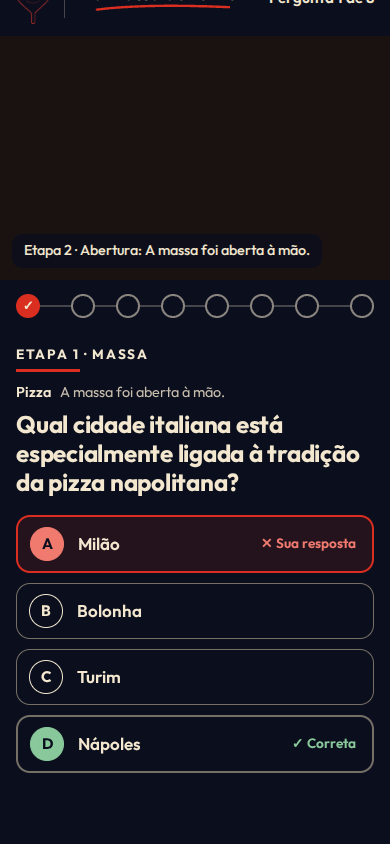 Etapa 2 · Abertura: A massa foi aberta à mão.
✓
ETAPA 1 · MASSA
Pizza A massa foi aberta à mão.
Qual cidade italiana está
especialmente ligada à tradição
da pizza napolitana?
A Milão ✕ Sua resposta
B Bolonha
C Turim
D Nápoles ✓ Correta